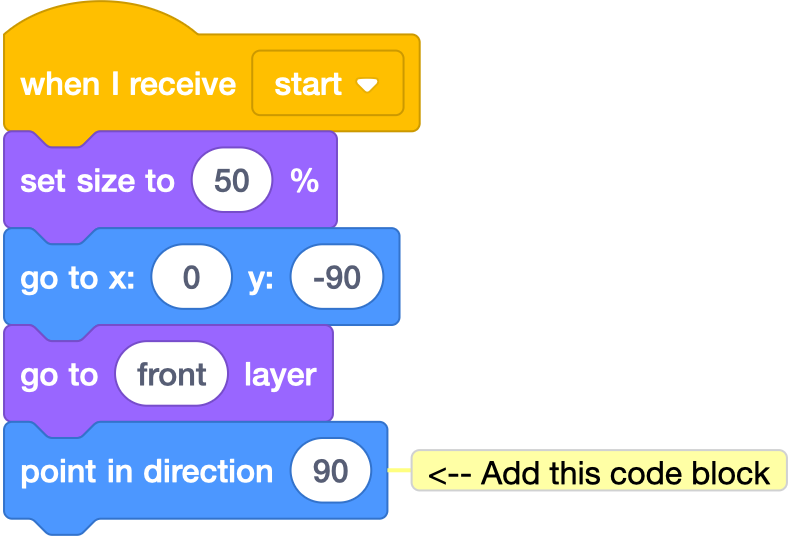 when I receive start
set size to 50 %
go to x: 0 y: -90
go to front layer
point in direction 90 <-- Add this code block